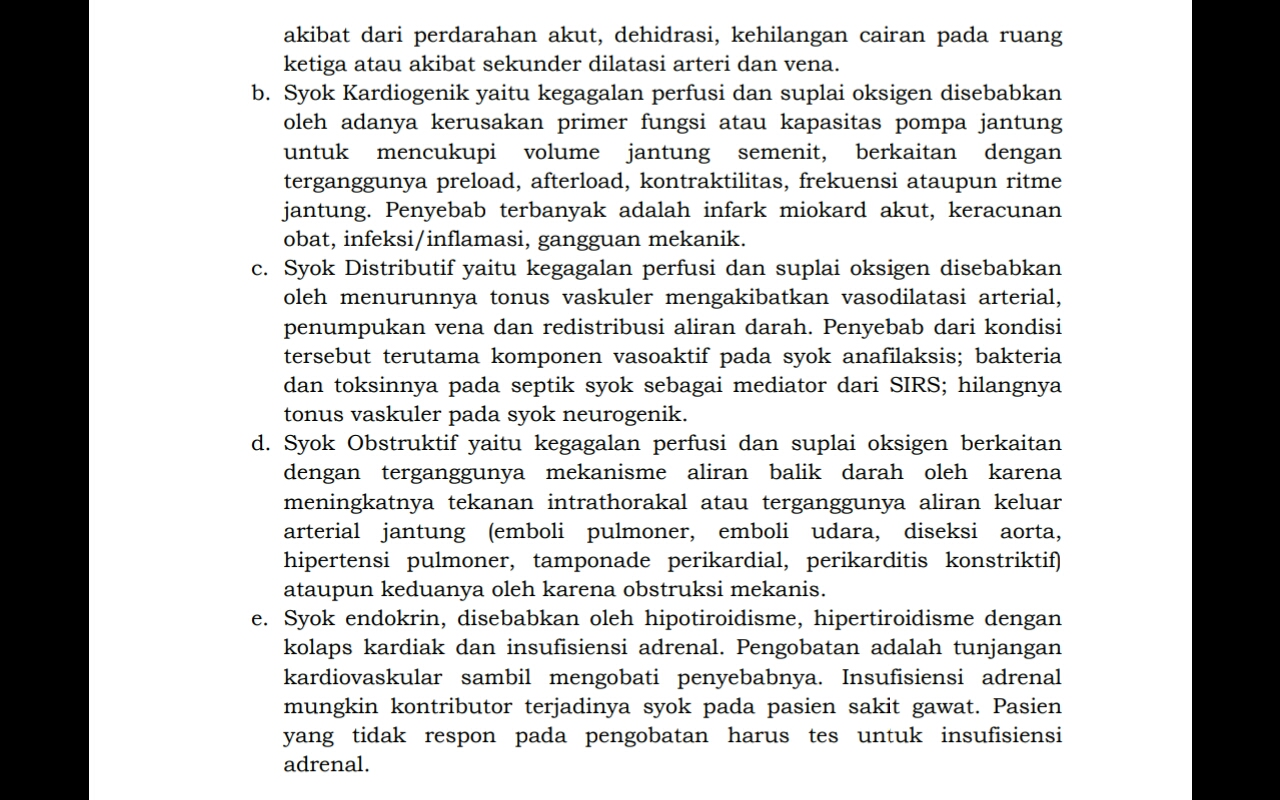 akibat dari perdarahan akut, dehidrasi, kehilangan cairan pada ruang
ketiga atau akibat sekunder dilatasi arteri dan vena.
b. Syok Kardiogenik yaitu kegagalan perfusi dan suplai oksigen disebabkan
oleh adanya kerusakan primer fungsi atau kapasitas pompa jantung
untuk mencukupi volume jantung semenit, berkaitan dengan
terganggunya preload, afterload, kontraktilitas, frekuensi ataupun ritme
jantung. Penyebab terbanyak adalah infark miokard akut, keracunan
obat, infeksi/inflamasi, gangguan mekanik.
c. Syok Distributif yaitu kegagalan perfusi dan suplai oksigen disebabkan
oleh menurunnya tonus vaskuler mengakibatkan vasodilatasi arterial,
penumpukan vena dan redistribusi aliran darah. Penyebab dari kondisi
tersebut terutama komponen vasoaktif pada syok anafilaksis; bakteria
dan toksinnya pada septik syok sebagai mediator dari SIRS; hilangnya
tonus vaskuler pada syok neurogenik.
d. Syok Obstruktif yaitu kegagalan perfusi dan suplai oksigen berkaitan
dengan terganggunya mekanisme aliran balik darah oleh karena
meningkatnya tekanan intrathorakal atau terganggunya aliran keluar
arterial jantung (emboli pulmoner, emboli udara, diseksi aorta,
hipertensi pulmoner, tamponade perikardial, perikarditis konstriktif)
ataupun keduanya oleh karena obstruksi mekanis.
e. Syok endokrin, disebabkan oleh hipotiroidisme, hipertiroidisme dengan
kolaps kardiak dan insufisiensi adrenal. Pengobatan adalah tunjangan
kardiovaskular sambil mengobati penyebabnya. Insufisiensi adrenal
mungkin kontributor terjadinya syok pada pasien sakit gawat. Pasien
yang tidak respon pada pengobatan harus tes untuk insufisiensi
adrenal.